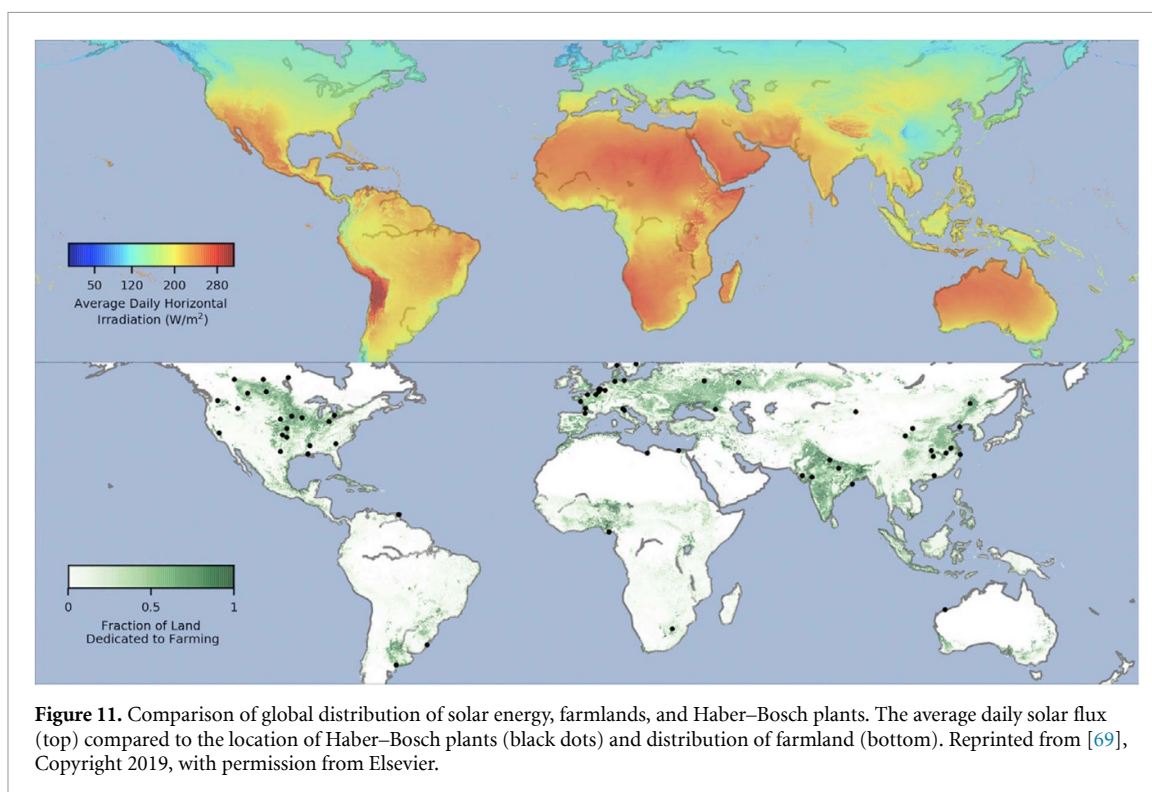 50 120 200 280
Average Daily Horizontal
Irradiation (W/m²)
0 0.5 1
Fraction of Land
Dedicated to Farming
Figure 11. Comparison of global distribution of solar energy, farmlands, and Haber–Bosch plants. The average daily solar flux
(top) compared to the location of Haber–Bosch plants (black dots) and distribution of farmland (bottom). Reprinted from [69],
Copyright 2019, with permission from Elsevier.